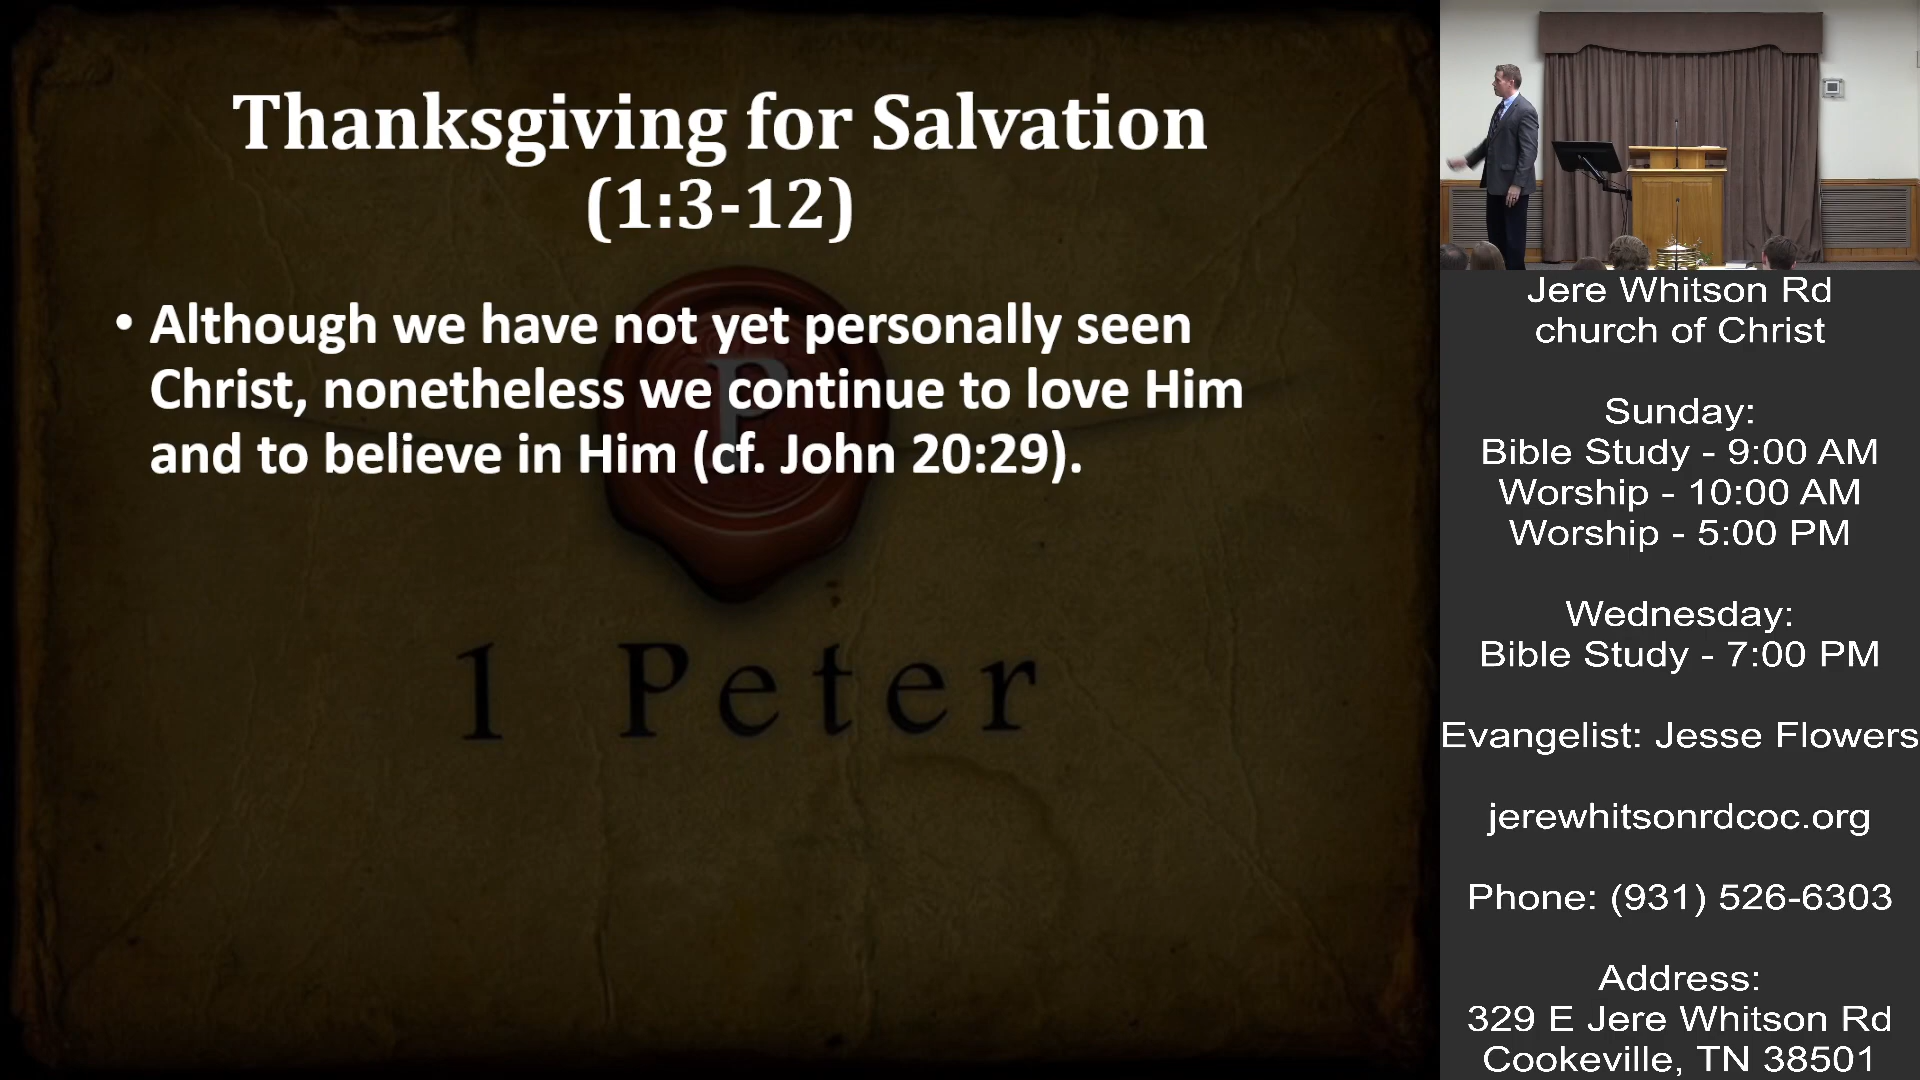 Thanksgiving for Salvation
(1:3-12)
• Although we have not yet personally seen
Christ, nonetheless we continue to love Him
and to believe in Him (cf. John 20:29).
P
1 Peter
Jere Whitson Rd
church of Christ
Sunday:
Bible Study - 9:00 AM
Worship - 10:00 AM
Worship - 5:00 PM
Wednesday:
Bible Study - 7:00 PM
Evangelist: Jesse Flowers
jerewhitsonrdcoc.org
Phone: (931) 526-6303
Address:
329 E Jere Whitson Rd
Cookeville, TN 38501